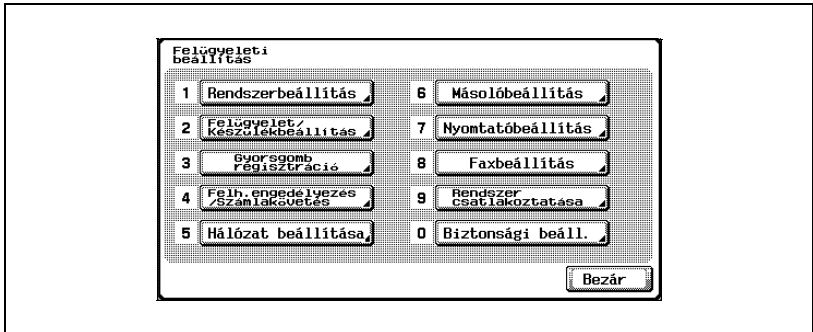 Felügyeleti
beállítás
1 Rendszerbeállítás
6 Másolóbeállítás
2 Felügyelet/
Készülékbeállítás
7 Nyomtatóbeállítás
3 Gyorsgomb
regisztráció
8 Faxbeállítás
4 Felh.engedélyezés
/Számlakövetés
9 Rendszer
csatlakoztatása
5 Hálózat beállítása
0 Biztonsági beáll.
Bezár